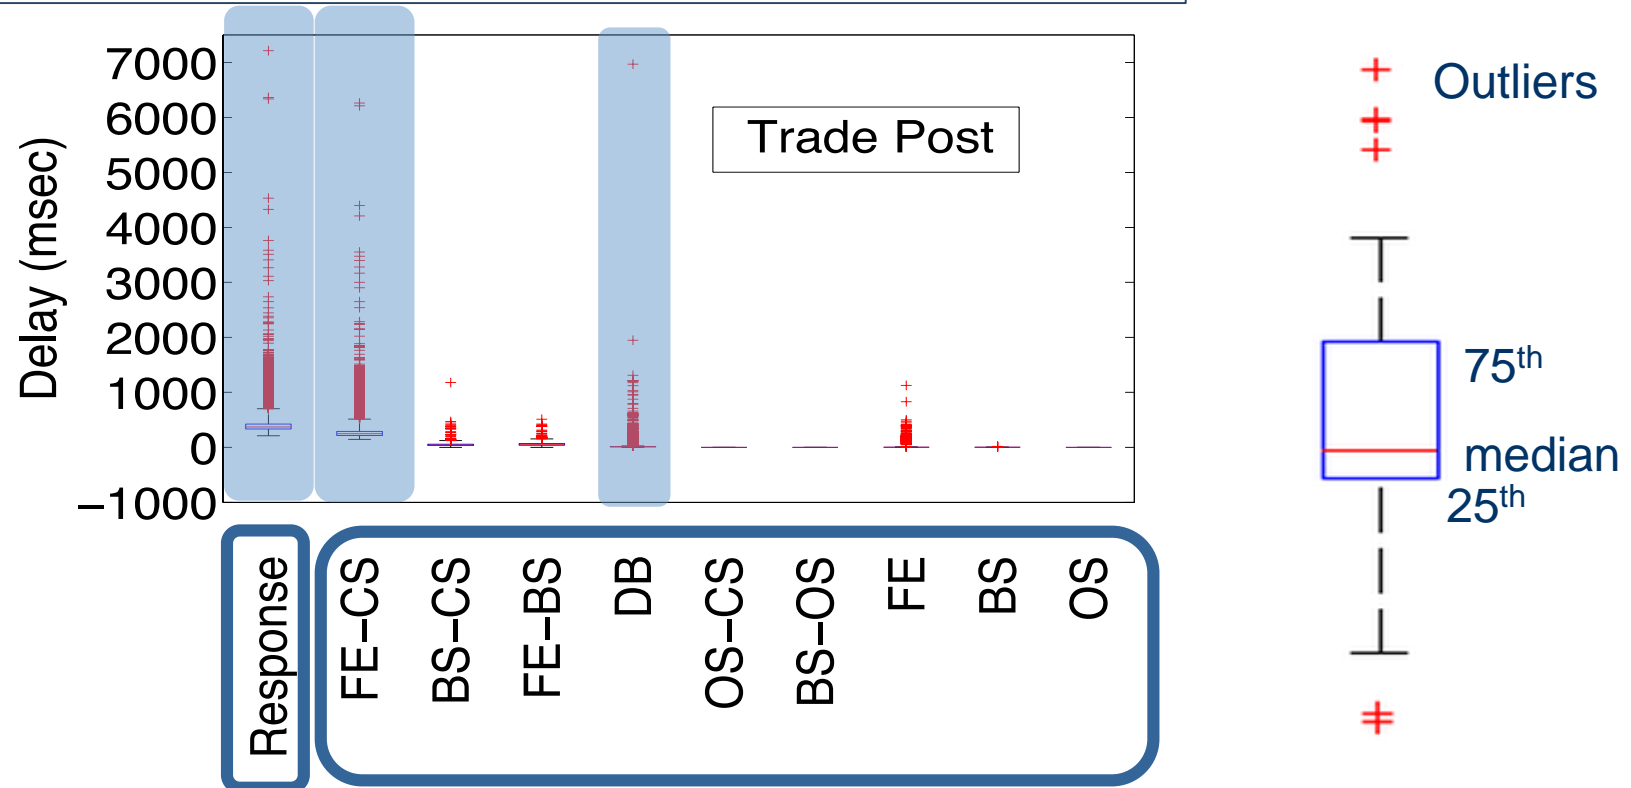 7000
6000
5000
4000
3000
2000
1000
0
−1000
Delay (msec)
Trade Post
Response
FE−CS
BS−CS
FE−BS
DB
OS−CS
BS−OS
FE
BS
OS
Outliers
75th
median
25th